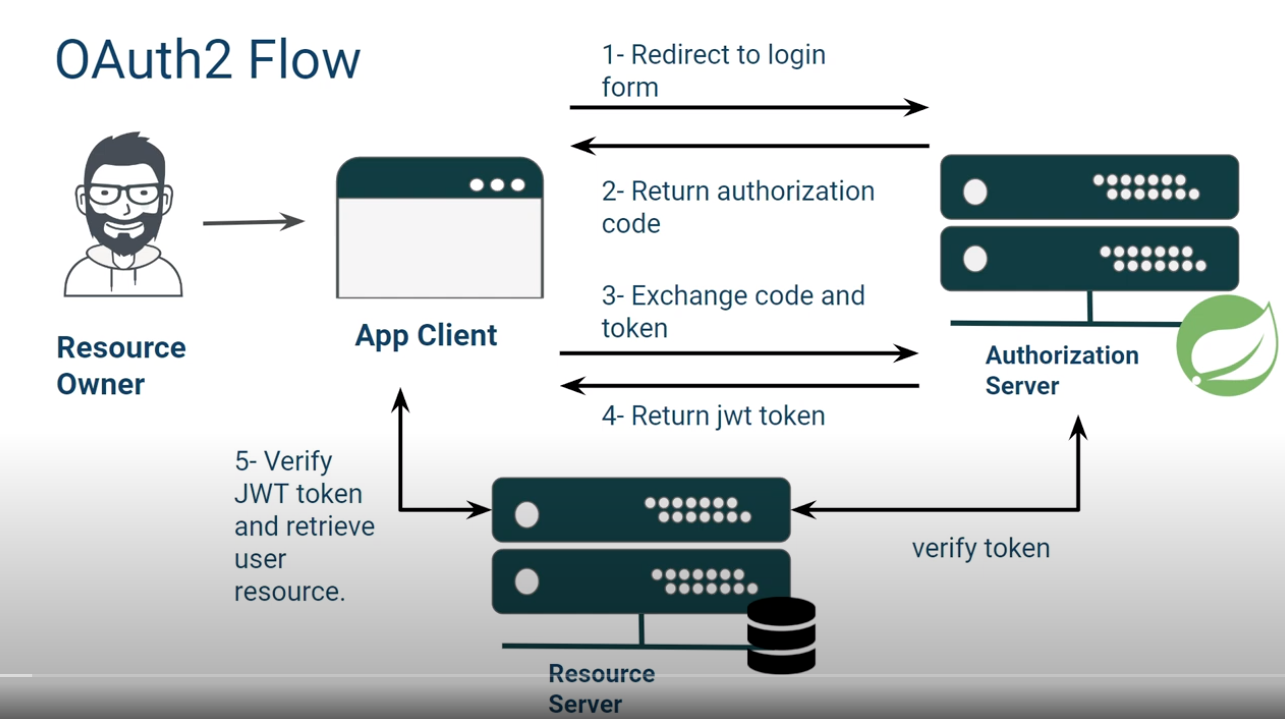 OAuth2 Flow
1- Redirect to login
form
2- Return authorization
code
3- Exchange code and
token
4- Return jwt token
Resource
Owner
App Client
Authorization
Server
5- Verify
JWT token
and retrieve
user
resource.
verify token
Resource
Server